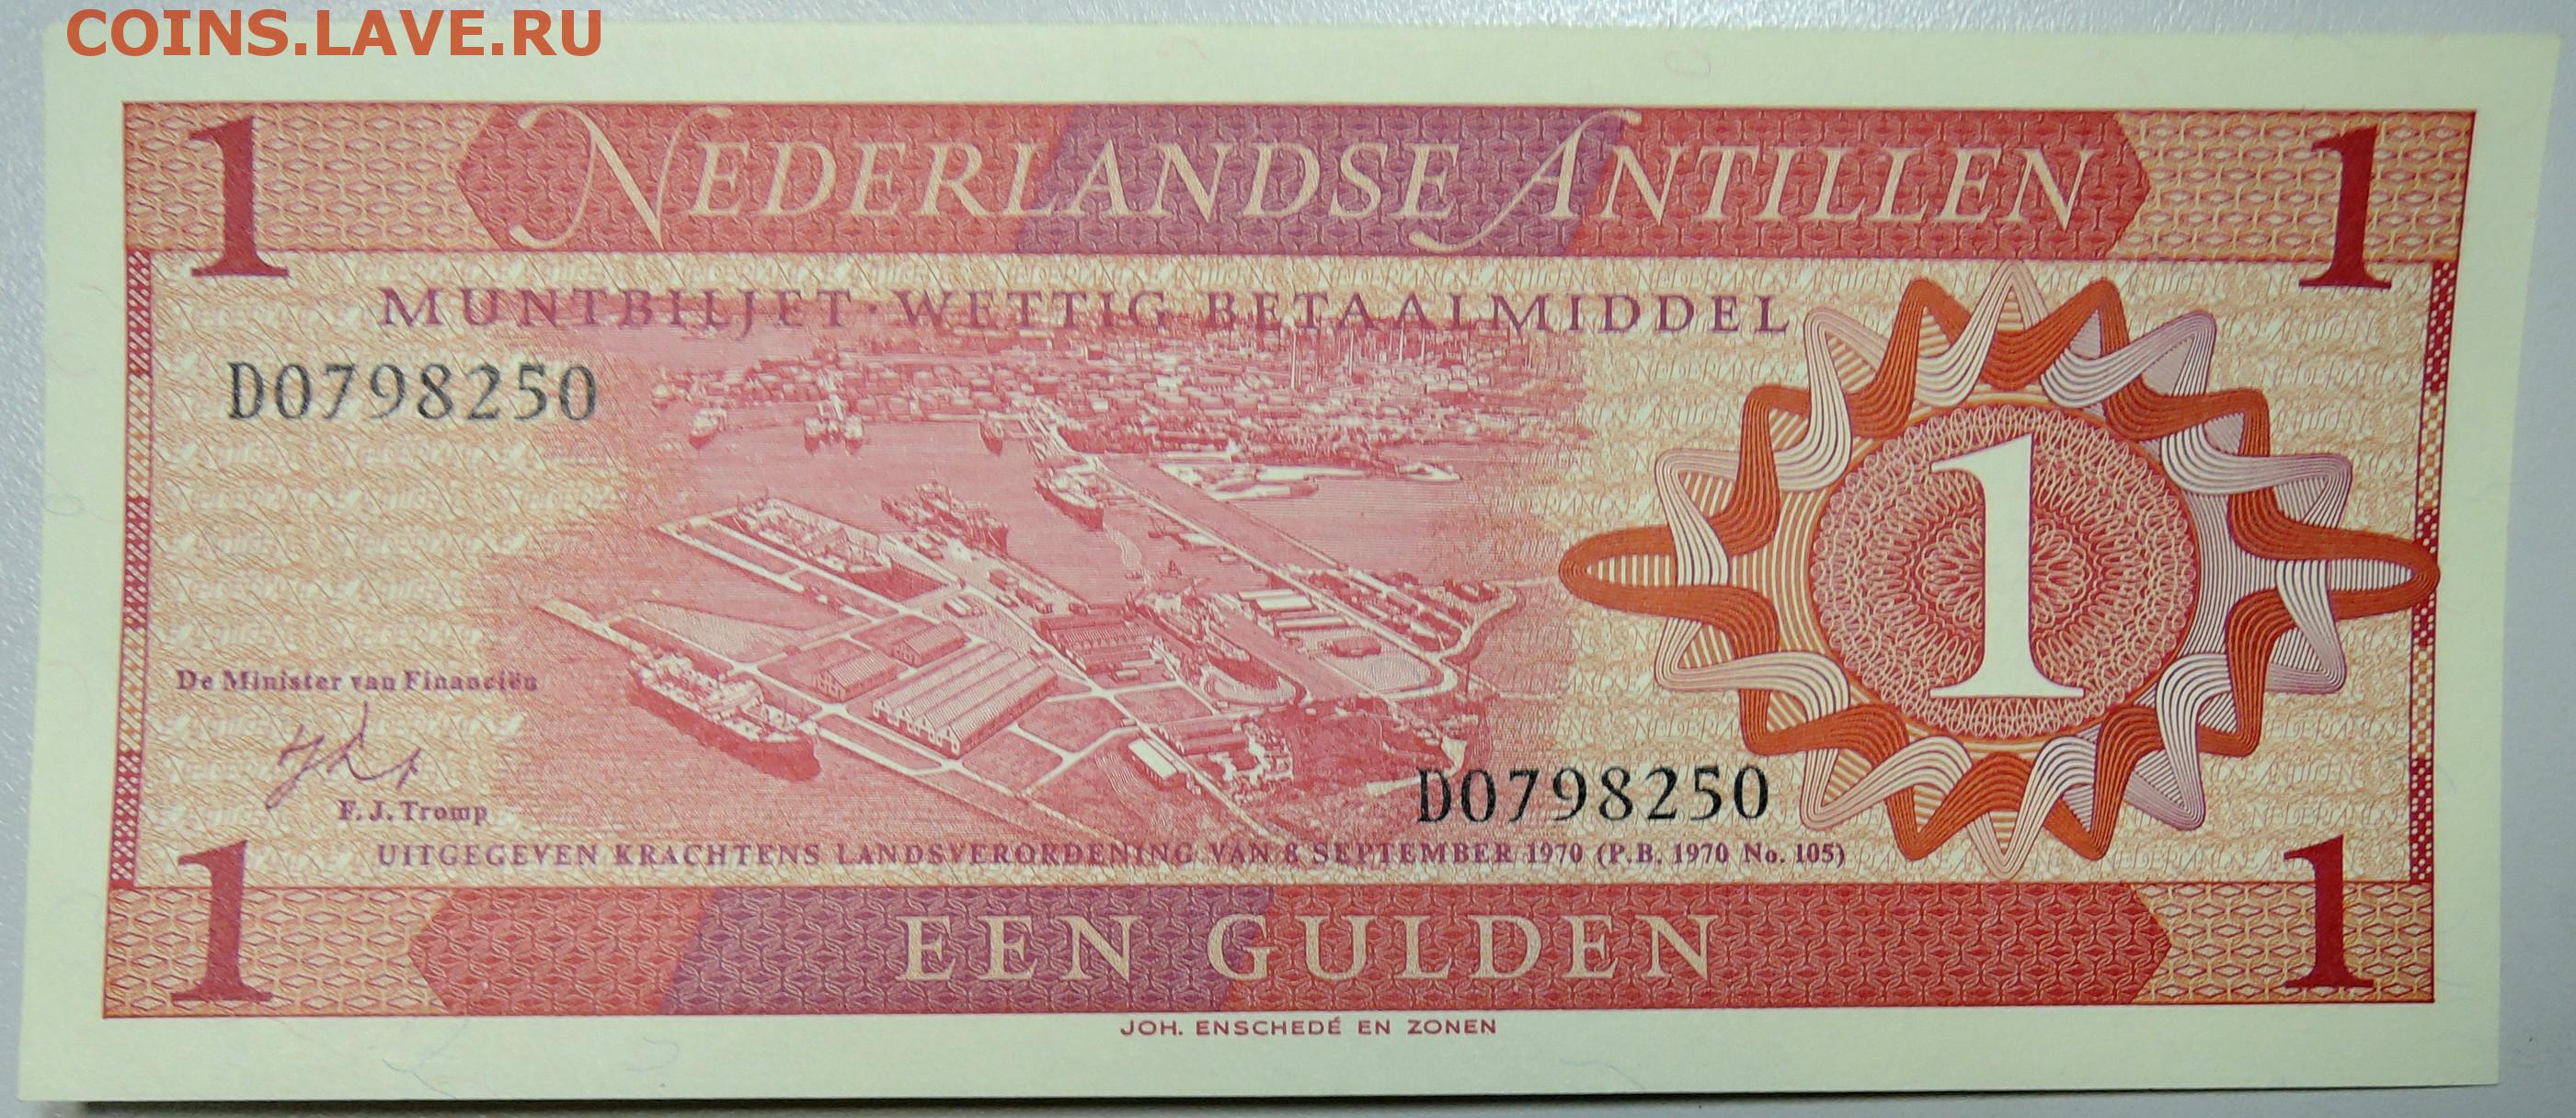 COINS.LAVE.RU
1 NEDERLANDSE ANTILLEN 1
MUNTBILJET · WETTIG BETAALMIDDEL
D0798250
1
De Minister van Financiën
F. J. Tromp
D0798250
UITGEGEVEN KRACHTENS LANDSVERORDENING VAN 8 SEPTEMBER 1970 (P.B. 1970 No. 105)
1 EEN GULDEN 1
JOH. ENSCHEDÉ EN ZONEN